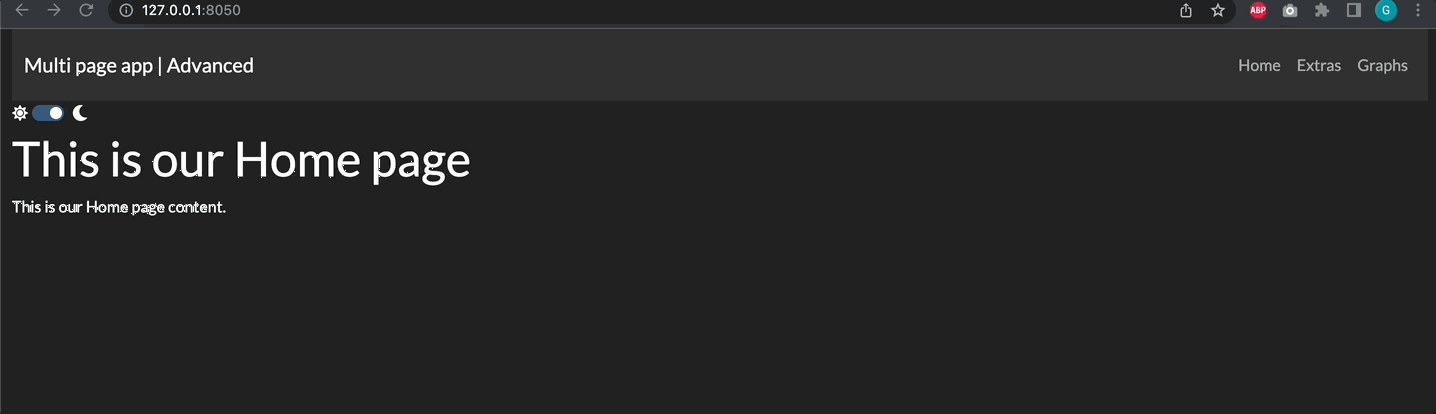 127.0.0.1:8050
ABP
G
Multi page app | Advanced
Home Extras Graphs
This is our Home page
This is our Home page content.